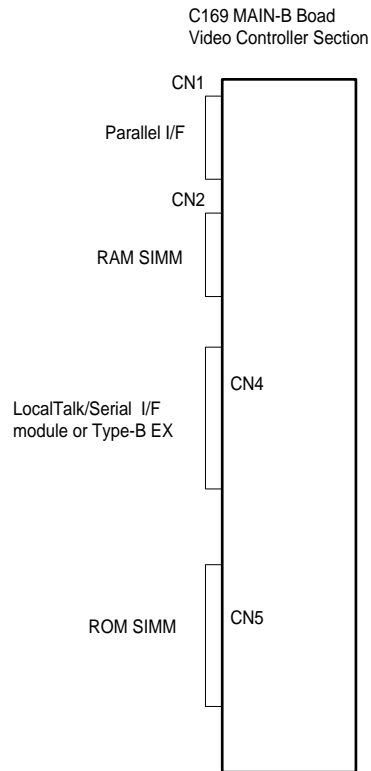 C169 MAIN-B Boad
Video Controller Section
CN1
Parallel I/F
CN2
RAM SIMM
CN4
LocalTalk/Serial I/F
module or Type-B EX
CN5
ROM SIMM